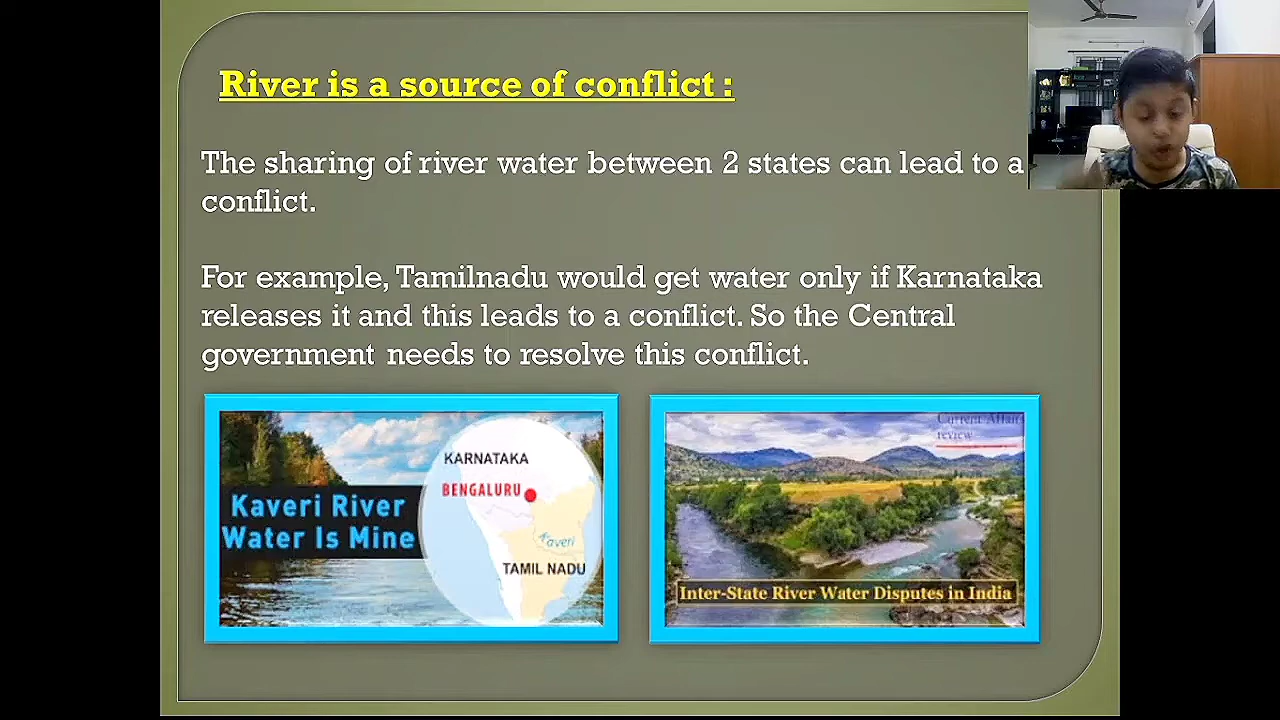 River is a source of conflict :
The sharing of river water between 2 states can lead to a
conflict.
For example, Tamilnadu would get water only if Karnataka
releases it and this leads to a conflict. So the Central
government needs to resolve this conflict.
KARNATAKA
BENGALURU
Kaveri River
Water Is Mine
Kaveri
TAMIL NADU
Current Affairs
review
Inter-State River Water Disputes in India